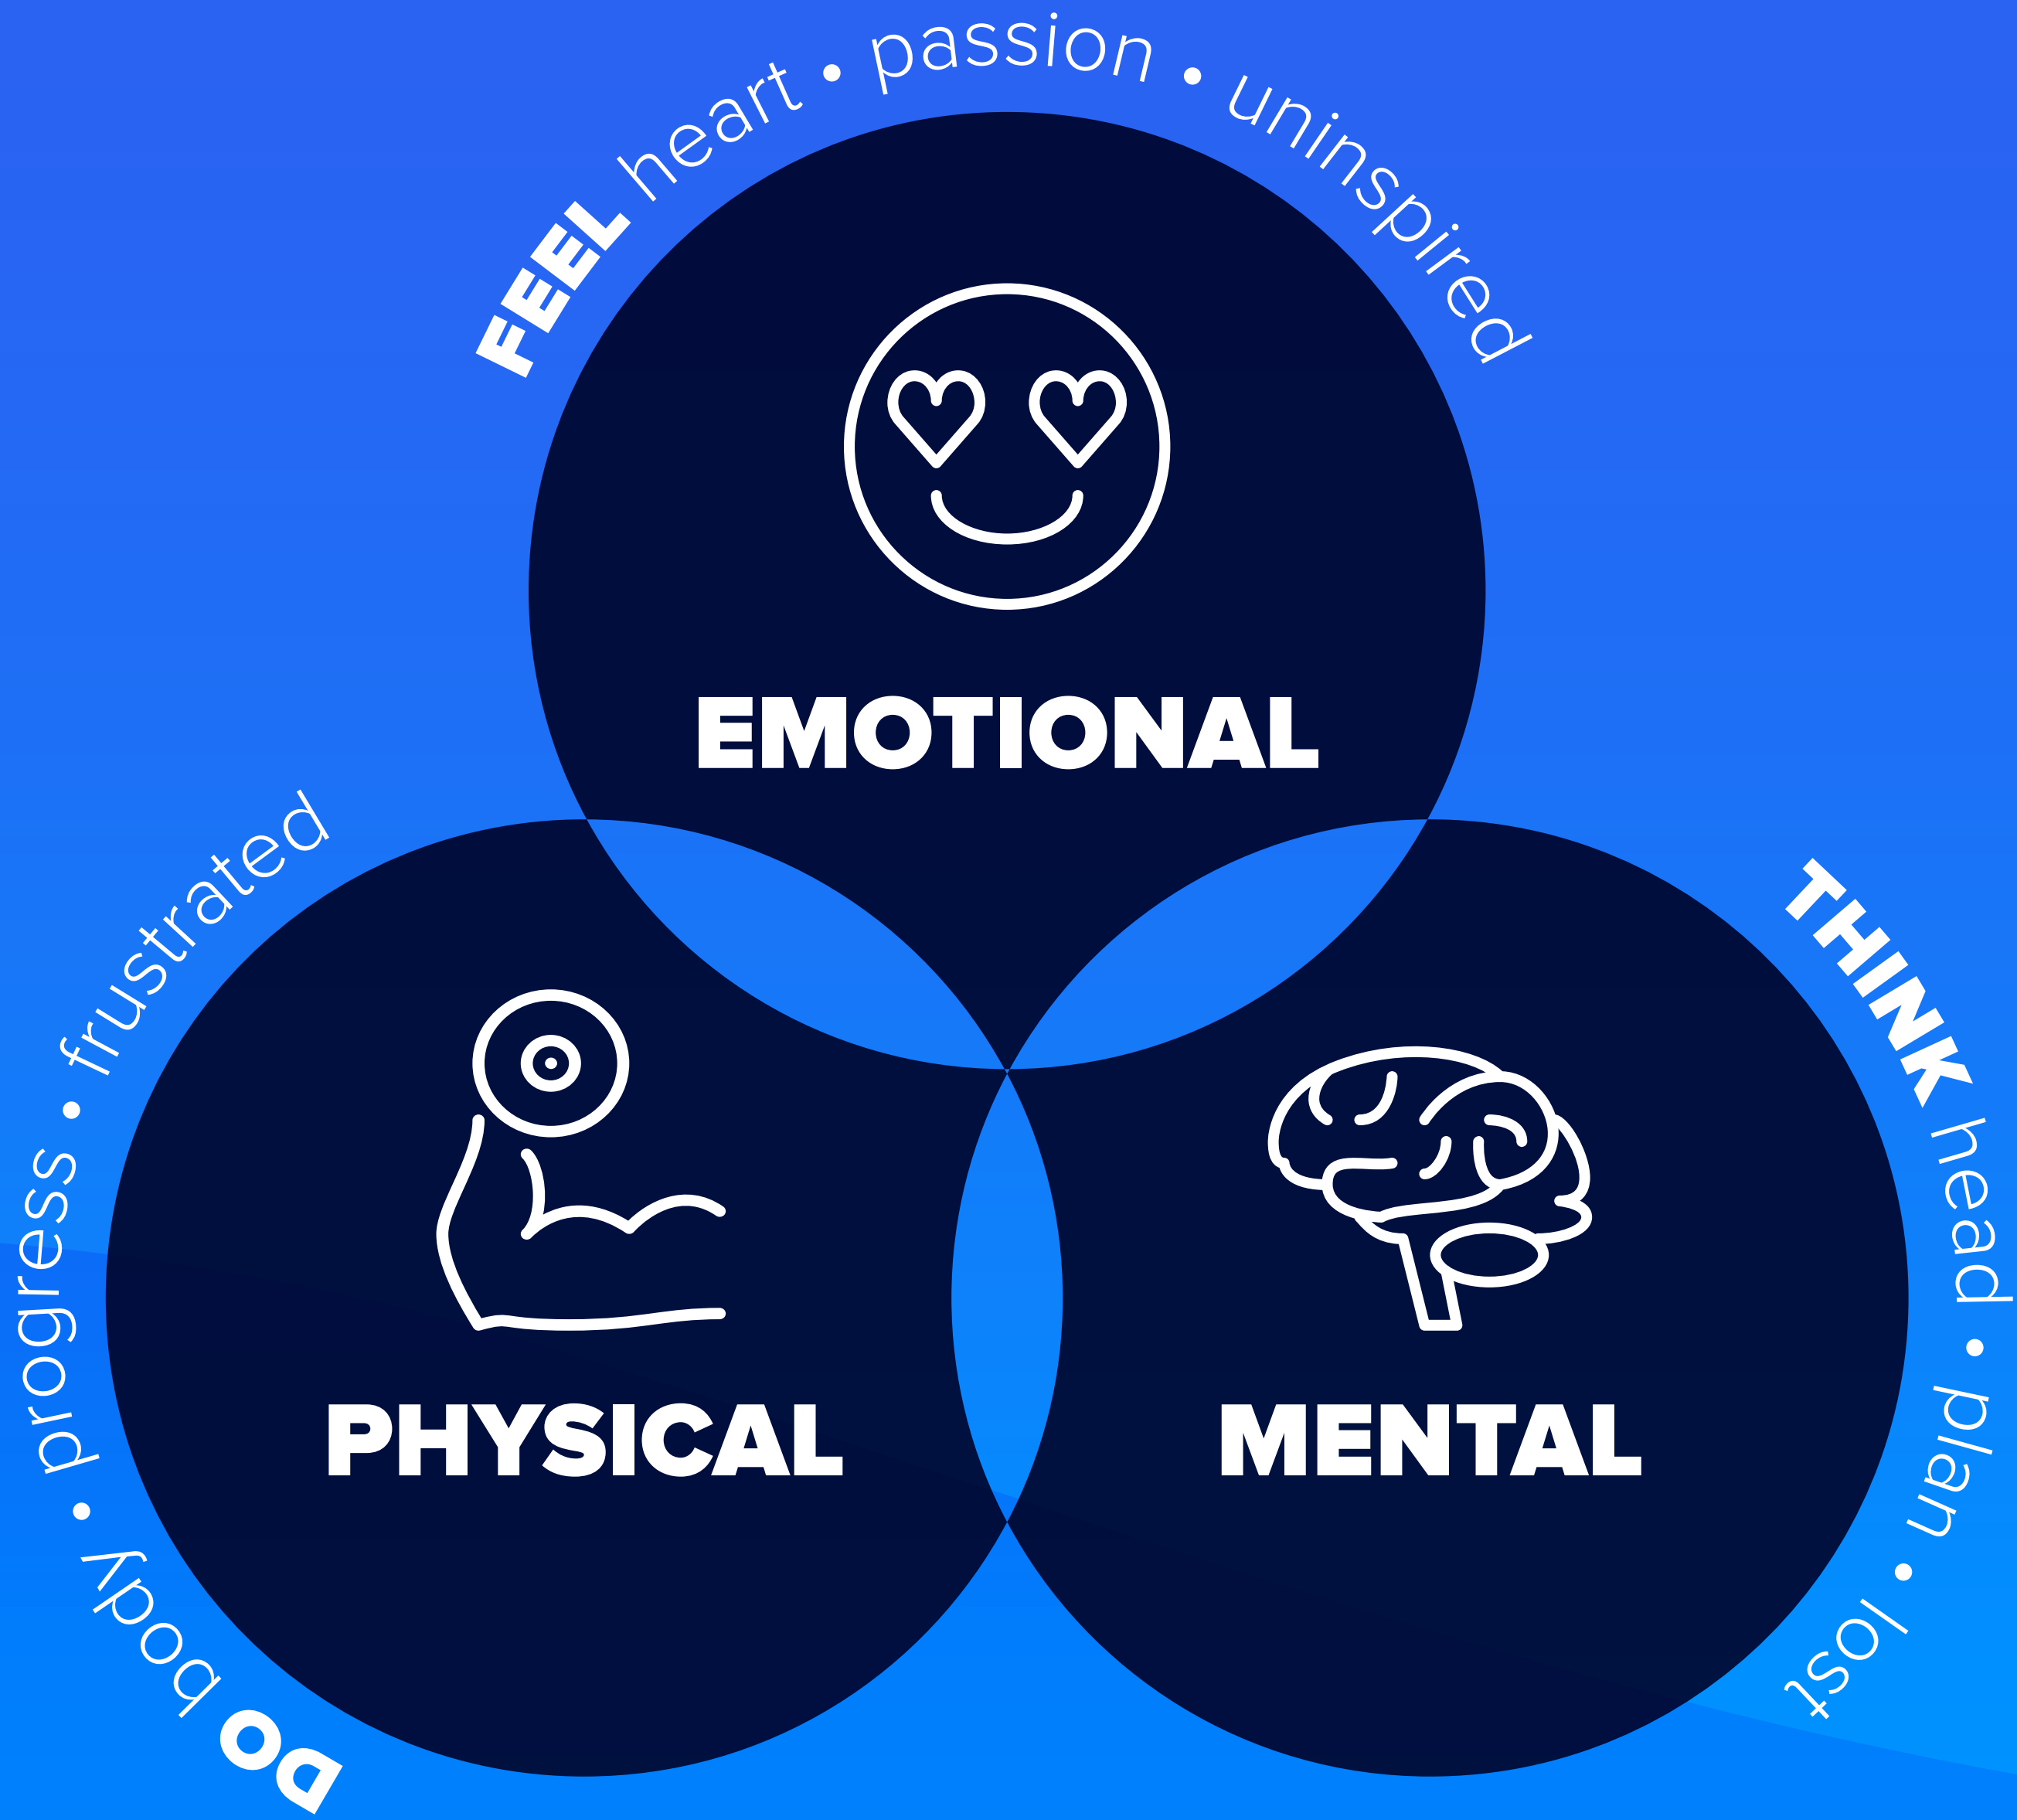 FEEL heart • passion • uninspired
EMOTIONAL
DO body • progress • frustrated
PHYSICAL
THINK head • plan • lost
MENTAL